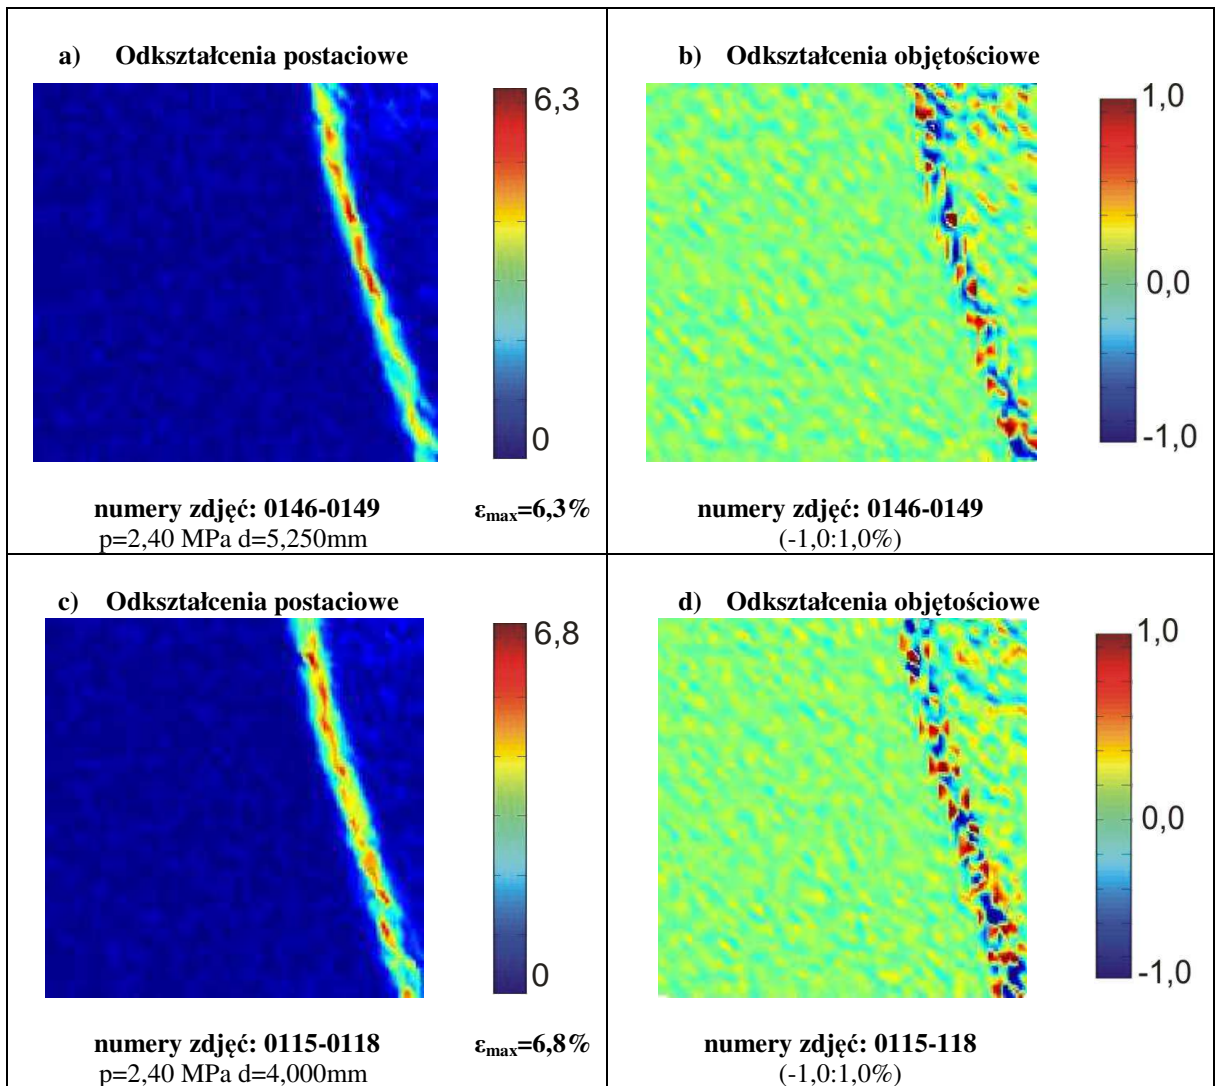 a) Odkształcenia postaciowe
6,3
0
numery zdjęć: 0146-0149 εmax=6,3%
p=2,40 MPa d=5,250mm
b) Odkształcenia objętościowe
1,0
0,0
-1,0
numery zdjęć: 0146-0149
(-1,0:1,0%)
c) Odkształcenia postaciowe
6,8
0
numery zdjęć: 0115-0118 εmax=6,8%
p=2,40 MPa d=4,000mm
d) Odkształcenia objętościowe
1,0
0,0
-1,0
numery zdjęć: 0115-118
(-1,0:1,0%)